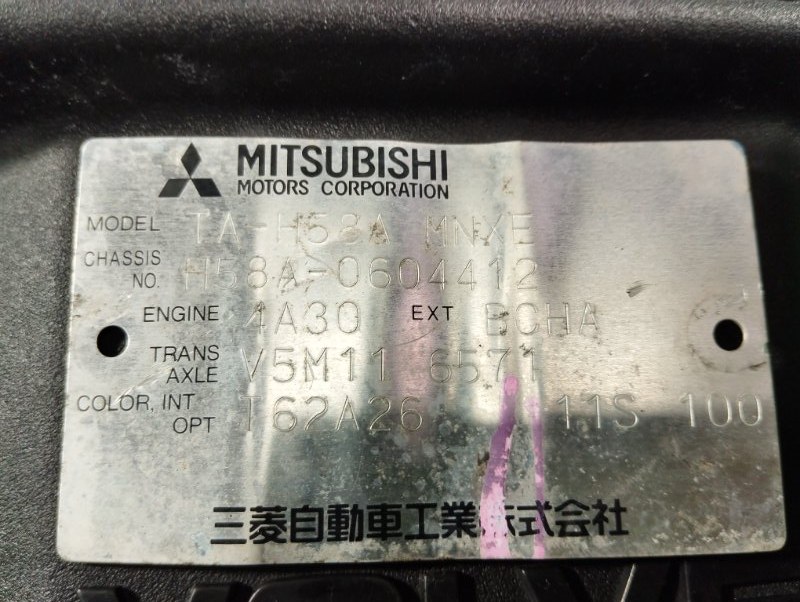 MITSUBISHI
MOTORS CORPORATION
MODEL TA-H58A MNXE
CHASSIS NO. H58A-0604412
ENGINE 4A30 EXT BCHA
TRANS AXLE V5M11 6571
COLOR, INT OPT T62A26 11S 100
三菱自動車工業株式会社